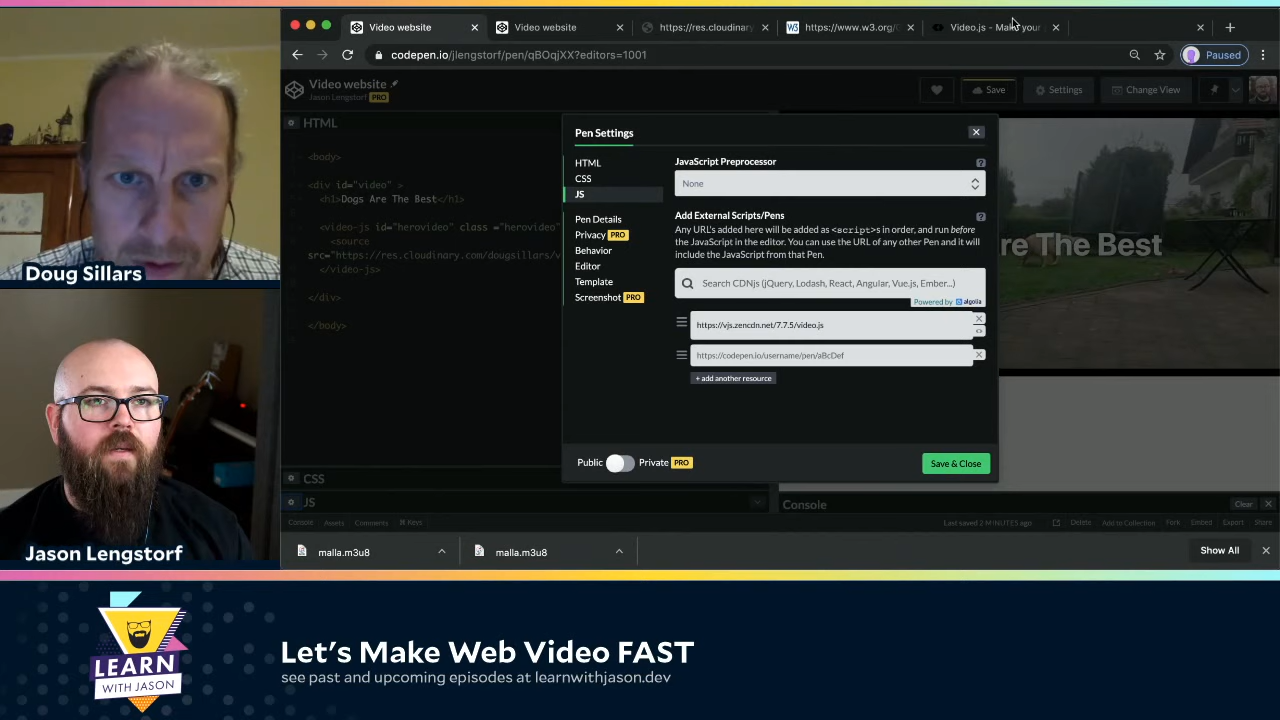 Video website
Video website
https://res.cloudinary
https://www.w3.org/
Video.js - Make your
codepen.io/jlengstorf/pen/qBOqjXX?editors=1001
Paused
Video website
Jason Lengstorf PRO
Save
Settings
Change View
HTML
<body>
<div id="video" >
<h1>Dogs Are The Best</h1>
<video-js id="herovideo" class ="herovideo"
<source
src="https://res.cloudinary.com/dougsillars/v
</video-js>
</div>
</body>
Pen Settings
HTML
CSS
JS
Pen Details
Privacy PRO
Behavior
Editor
Template
Screenshot PRO
JavaScript Preprocessor
None
Add External Scripts/Pens
Any URL's added here will be added as <script>s in order, and run before
the JavaScript in the editor. You can use the URL of any other Pen and it will
include the JavaScript from that Pen.
Search CDNjs (jQuery, Lodash, React, Angular, Vue.js, Ember...)
Powered by algolia
https://vjs.zencdn.net/7.7.5/video.js
https://codepen.io/username/pen/aBcDef
+ add another resource
Public
Private PRO
Save & Close
re The Best
CSS
JS
Console
Clear
Console
Assets
Comments
⌘ Keys
Last saved 2 MINUTES ago
Delete
Add to Collection
Fork
Embed
Export
Share
malla.m3u8
malla.m3u8
Show All
Doug Sillars
Jason Lengstorf
LEARN
WITH JASON
Let's Make Web Video FAST
see past and upcoming episodes at learnwithjason.dev